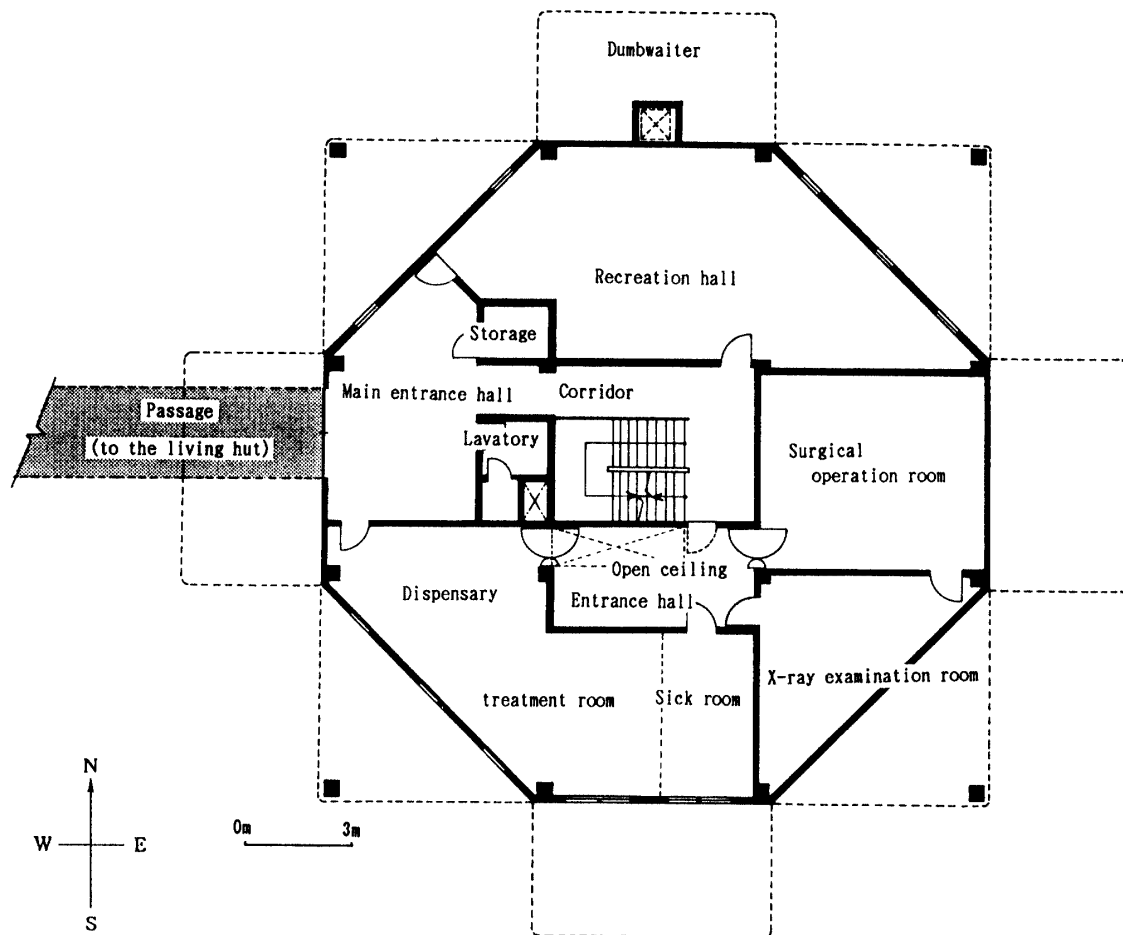 Dumbwaiter
Recreation hall
Storage
Main entrance hall
Corridor
Passage
(to the living hut)
Lavatory
Surgical
operation room
Open ceiling
Dispensary
Entrance hall
X-ray examination room
treatment room
Sick room
N
W
E
S
0m
3m